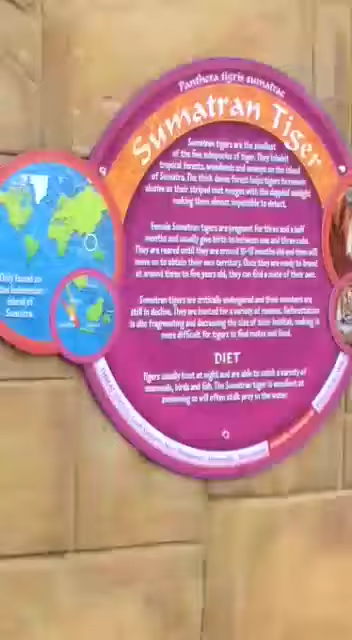 Panthera tigris sumatrae
Sumatran Tiger
Sumatran tigers are the smallest
of the five subspecies of tiger. They inhabit
tropical forests, woodlands and swamps on the island
of Sumatra. The thick dense forest helps tigers to remain
elusive as their striped coat merges with the dappled sunlight
making them almost impossible to detect.
Female Sumatran tigers are pregnant for three and a half
months and usually give birth to between one and three cubs.
They are reared until they are around 15-18 months old and then will
move on to obtain their own territory. Once they are ready to breed
at around three to five years old, they can find a mate of their own.
Sumatran tigers are critically endangered and their numbers are
still in decline. They are hunted for a variety of reasons. Deforestation
is also fragmenting and decreasing the size of their habitat, making it
more difficult for tigers to find mates and food.
DIET
Tigers usually hunt at night and are able to catch a variety of
mammals, birds and fish. The Sumatran tiger is excellent at
swimming so will often stalk prey in the water.
Only found on
the Indonesian
island of
Sumatra.